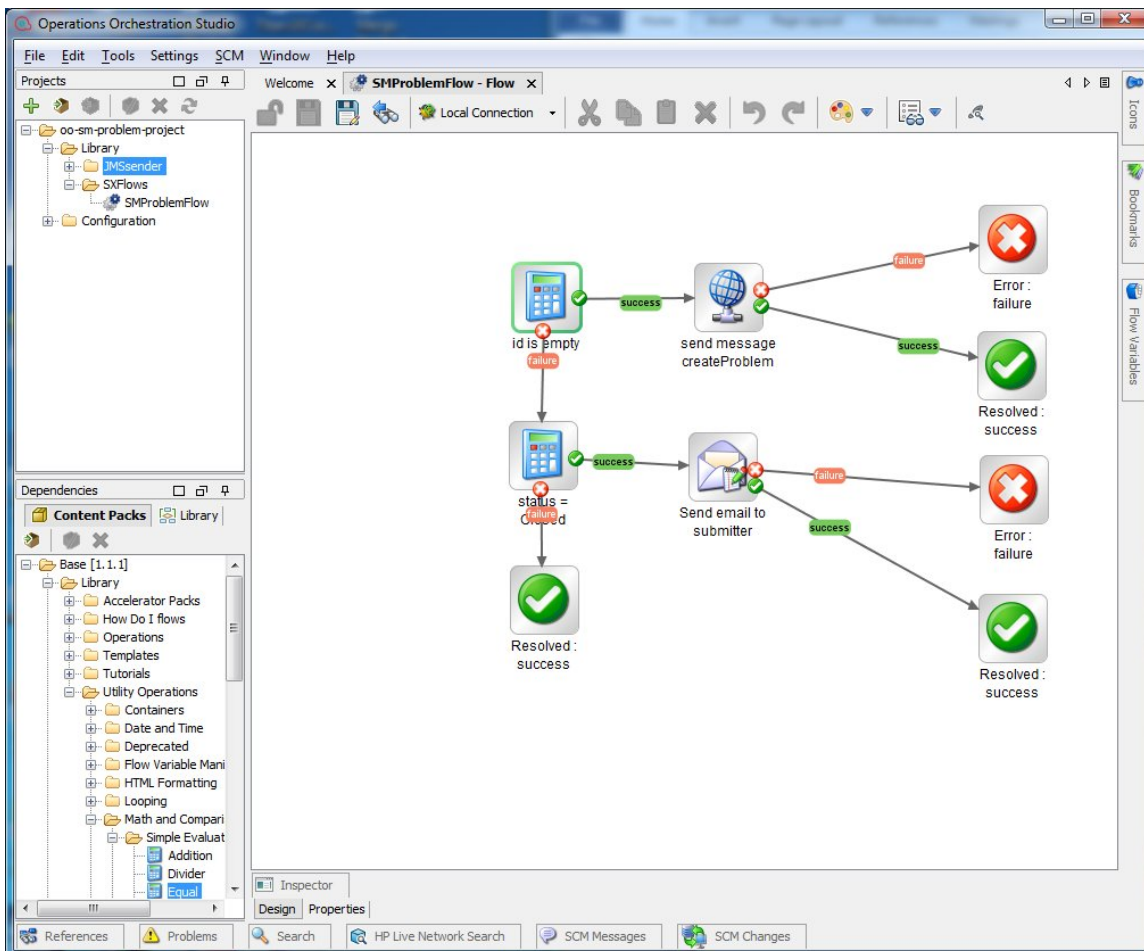 Operations Orchestration Studio
File Edit Tools Settings SCM Window Help
Projects
Welcome
SMProblemFlow - Flow
Local Connection
oo-sm-problem-project
Library
JMSsender
SXFlows
SMProblemFlow
Configuration
Icons
Bookmarks
Flow Variables
id is empty
success
failure
send message
createProblem
failure
success
Error :
failure
Resolved :
success
status =
success
failure
Send email to
submitter
failure
success
Error :
failure
Resolved :
success
Resolved :
success
Dependencies
Content Packs
Library
Base [1.1.1]
Library
Accelerator Packs
How Do I flows
Operations
Templates
Tutorials
Utility Operations
Containers
Date and Time
Deprecated
Flow Variable Mani
HTML Formatting
Looping
Math and Compari
Simple Evaluat
Addition
Divider
Equal
Inspector
Design Properties
References Problems Search HP Live Network Search SCM Messages SCM Changes